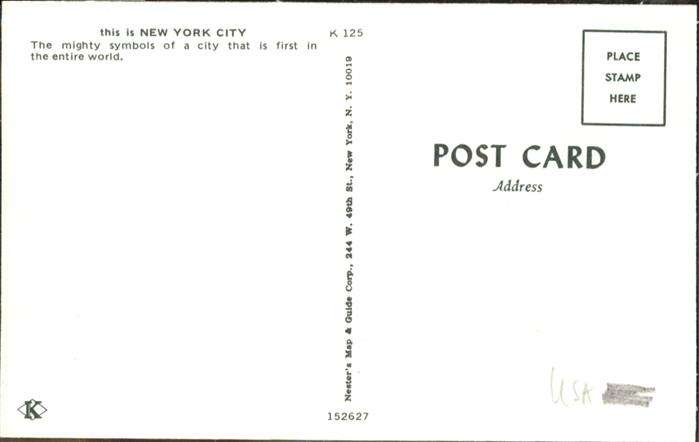 this is NEW YORK CITY
The mighty symbols of a city that is first in
the entire world.
K 125
Nester's Map & Guide Corp., 244 W. 49th St., New York, N. Y. 10019
PLACE
STAMP
HERE
POST CARD
Address
USA
K
152627